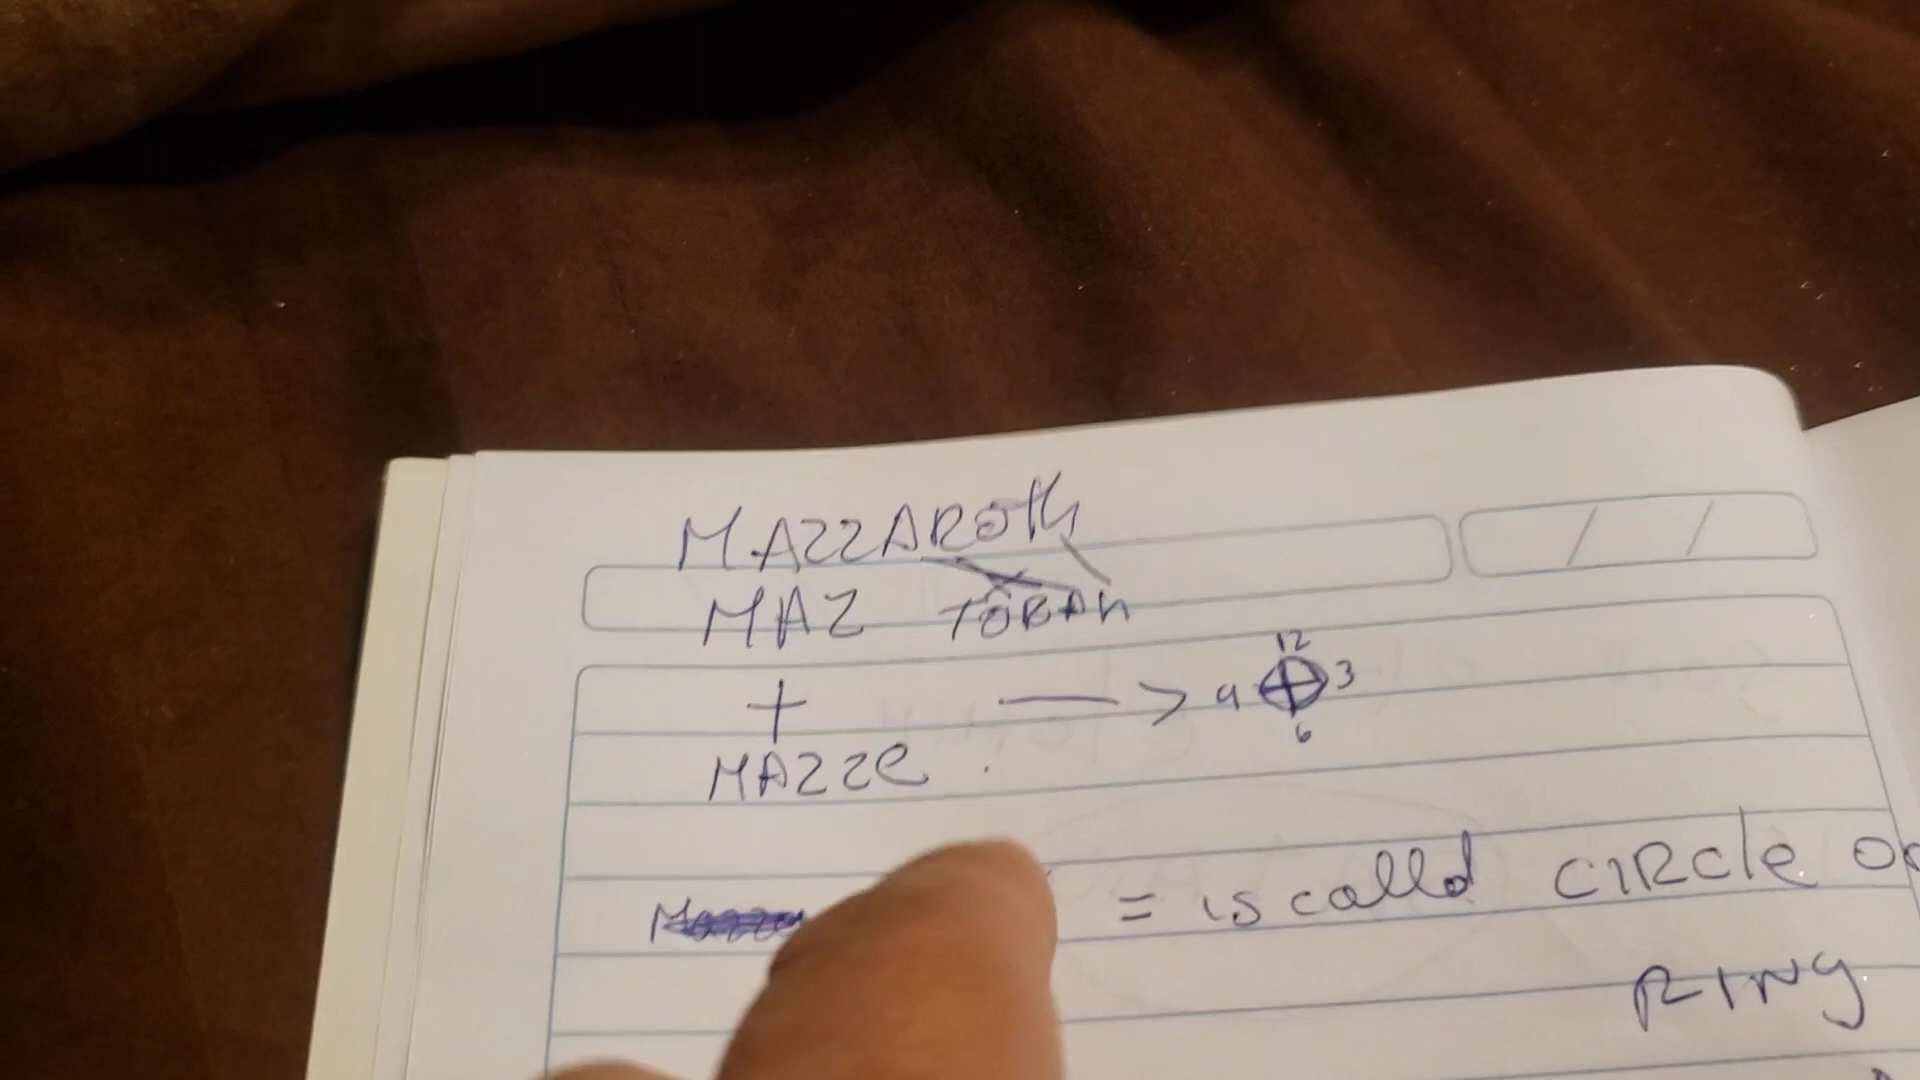 MAZZAROTh
MAZ TORAH
+ —> 12 3 6 9
MAZZE .
= is called CIRCle
RING